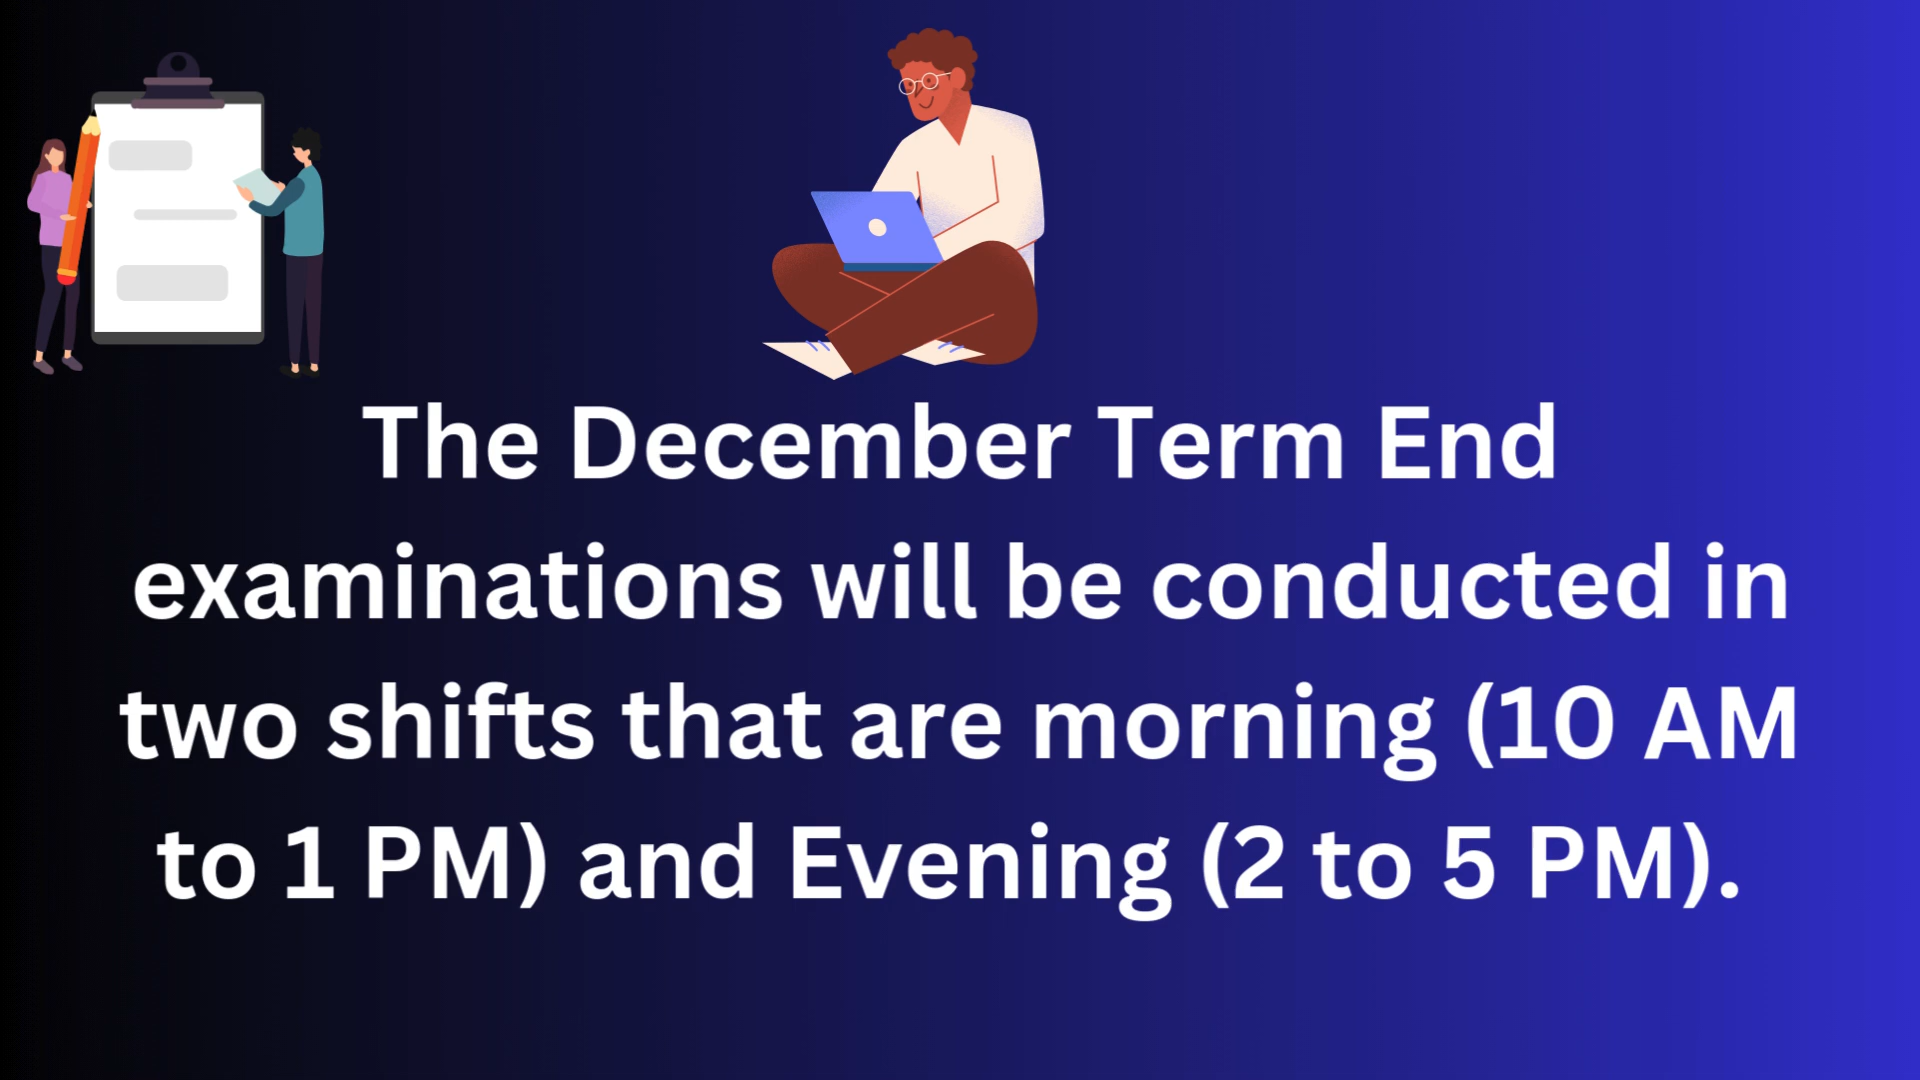 The December Term End
examinations will be conducted in
two shifts that are morning (10 AM
to 1 PM) and Evening (2 to 5 PM).